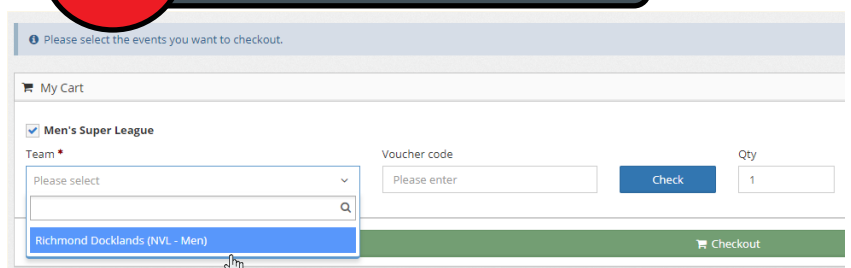 Please select the events you want to checkout.
My Cart
Men's Super League
Team *
Voucher code
Qty
Please select
Please enter
Check
1
Richmond Docklands (NVL - Men)
Checkout